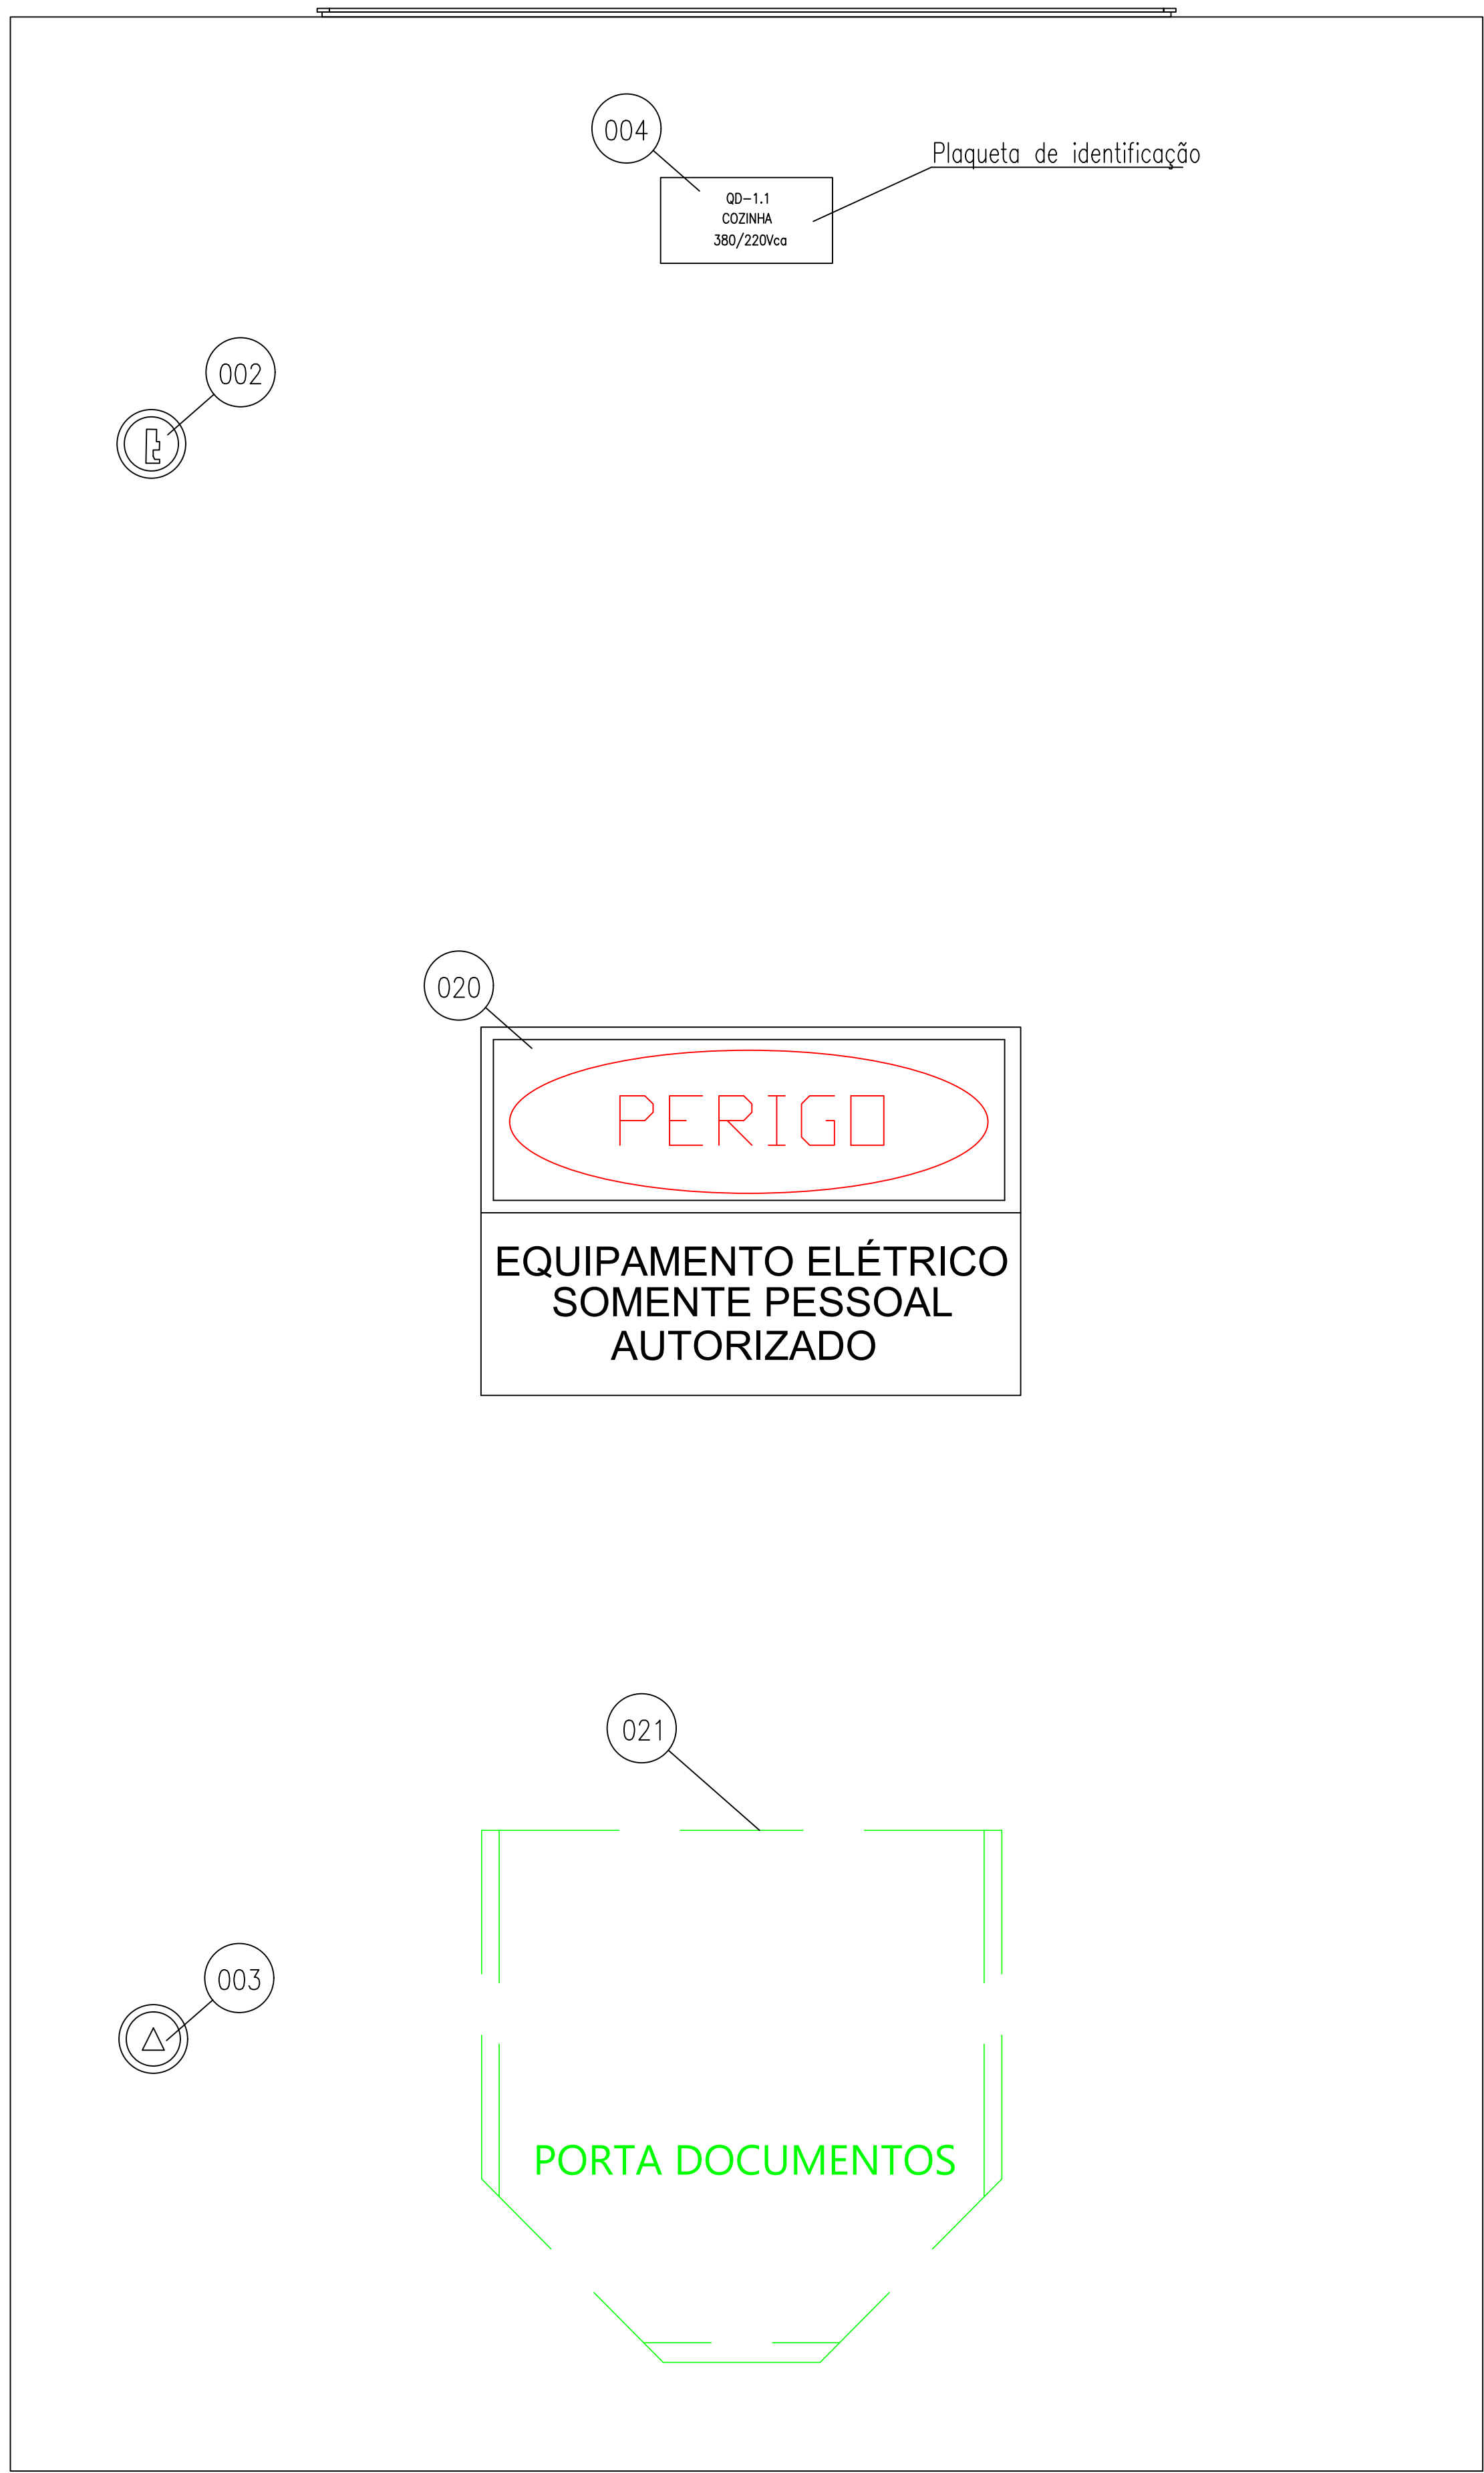 004
Plaqueta de identificação
QD-1.1
COZINHA
380/220Vca
002
020
PERIGO
EQUIPAMENTO ELÉTRICO
SOMENTE PESSOAL
AUTORIZADO
021
003
PORTA DOCUMENTOS